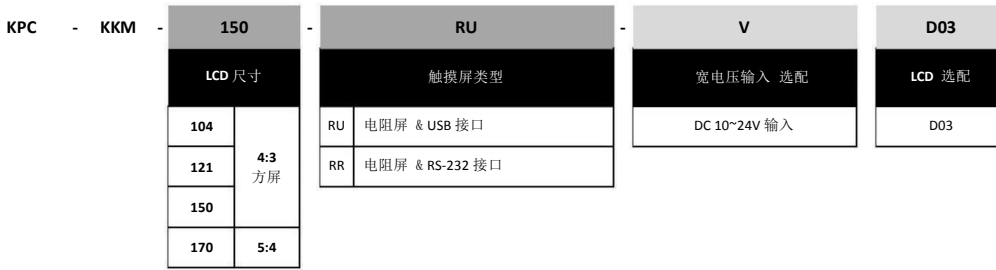 KPC - KKM - 150 - RU - V D03
LCD 尺寸 触摸屏类型 宽电压输入 选配 LCD 选配
104 RU 电阻屏 & USB 接口 DC 10~24V 输入 D03
121 4:3 方屏 RR 电阻屏 & RS-232 接口
150
170 5:4